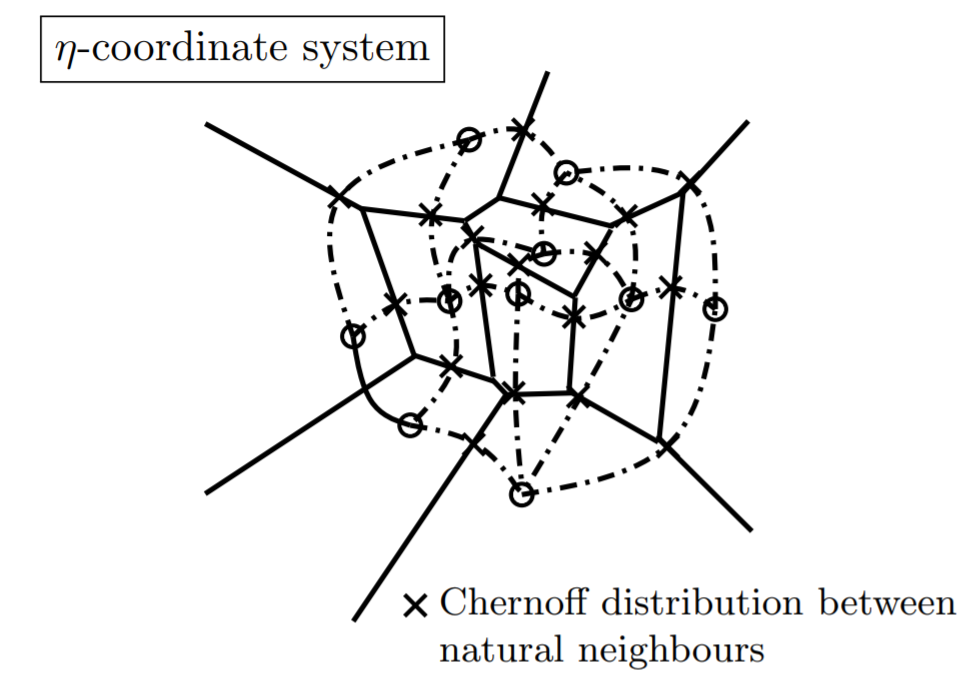 η-coordinate system
× Chernoff distribution between
natural neighbours